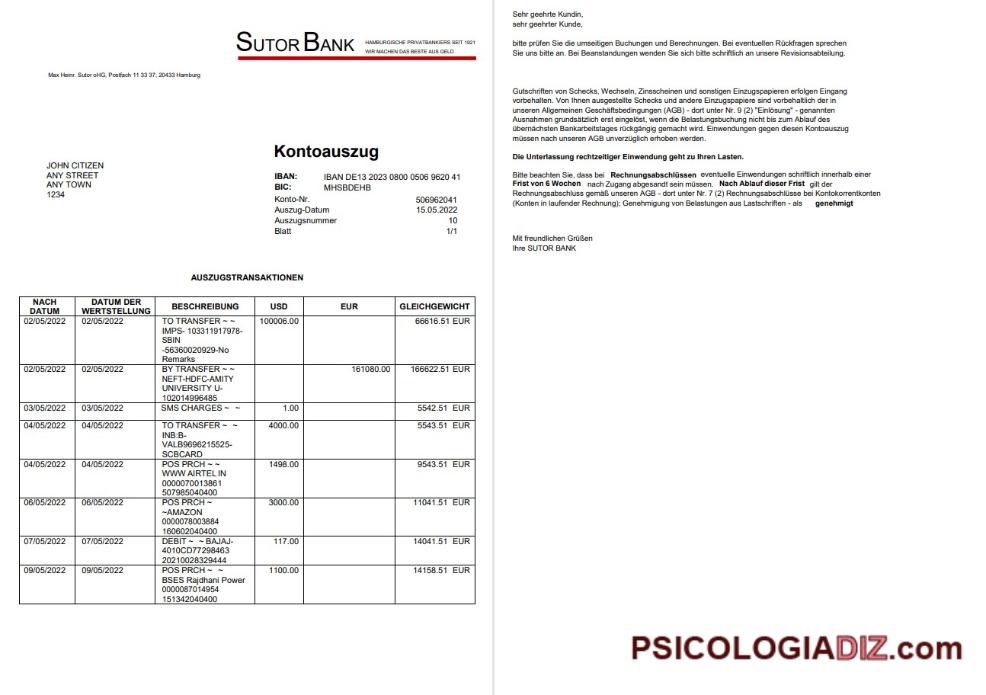 SUTOR BANK
HAMBURGISCHE PRIVATBANKIERS SEIT 1921
WIR MACHEN DAS BESTE AUS GELD
Max Heinr. Sutor oHG, Postfach 11 33 37, 20433 Hamburg
JOHN CITIZEN
ANY STREET
ANY TOWN
1234
Kontoauszug
IBAN: IBAN DE13 2023 0800 0506 9620 41
BIC: MHSBDEHB
Konto-Nr. 506962041
Auszug-Datum 15.05.2022
Auszugsnummer 10
Blatt 1/1
AUSZUGSTRANSAKTIONEN
NACH DATUM DER BESCHREIBUNG USD EUR GLEICHGEWICHT
DATUM WERTSTELLUNG
02/05/2022 02/05/2022 TO TRANSFER ~ ~ 100006.00 66616.51 EUR
IMPS- 103311917978-
SBIN
-56360020929-No
Remarks
02/05/2022 02/05/2022 BY TRANSFER ~ ~ 161080.00 166622.51 EUR
NEFT-HDFC-AMITY
UNIVERSITY U-
102014996485
03/05/2022 03/05/2022 SMS CHARGES ~ ~ 1.00 5542.51 EUR
04/05/2022 04/05/2022 TO TRANSFER ~ ~ 4000.00 5543.51 EUR
INB:B-
VALB9696215525-
SCBCARD
04/05/2022 04/05/2022 POS PRCH ~ ~ 1498.00 9543.51 EUR
WWW AIRTEL IN
0000070013861
507985040400
06/05/2022 06/05/2022 POS PRCH ~ 3000.00 11041.51 EUR
~AMAZON
0000078003884
160602040400
07/05/2022 07/05/2022 DEBIT ~ ~ BAJAJ- 117.00 14041.51 EUR
4010CD77298463
20210028329444
09/05/2022 09/05/2022 POS PRCH ~ ~ 1100.00 14158.51 EUR
BSES Rajdhani Power
0000087014954
151342040400
Sehr geehrte Kundin,
sehr geehrter Kunde,
bitte prüfen Sie die umseitigen Buchungen und Berechnungen. Bei eventuellen Rückfragen sprechen
Sie uns bitte an. Bei Beanstandungen wenden Sie sich bitte schriftlich an unsere Revisionsabteilung.
Gutschriften von Schecks, Wechseln, Zinsscheinen und sonstigen Einzugspapieren erfolgen Eingang
vorbehalten. Von Ihnen ausgestellte Schecks und andere Einzugspapiere sind vorbehaltlich der in
unseren Allgemeinen Geschäftsbedingungen (AGB) - dort unter Nr. 9 (2) "Einlösung" - genannten
Ausnahmen grundsätzlich erst eingelöst, wenn die Belastungsbuchung nicht bis zum Ablauf des
übernächsten Bankarbeitstages rückgängig gemacht wird. Einwendungen gegen diesen Kontoauszug
müssen nach unseren AGB unverzüglich erhoben werden.
Die Unterlassung rechtzeitiger Einwendung geht zu Ihren Lasten.
Bitte beachten Sie, dass bei Rechnungsabschlüssen eventuelle Einwendungen schriftlich innerhalb einer
Frist von 6 Wochen nach Zugang abgesandt sein müssen. Nach Ablauf dieser Frist gilt der
Rechnungsabschluss gemäß unseren AGB - dort unter Nr. 7 (2) Rechnungsabschlüsse bei Kontokorrentkonten
(Konten in laufender Rechnung); Genehmigung von Belastungen aus Lastschriften - als genehmigt
Mit freundlichen Grüßen
Ihre SUTOR BANK
PSICOLOGIADIZ.com